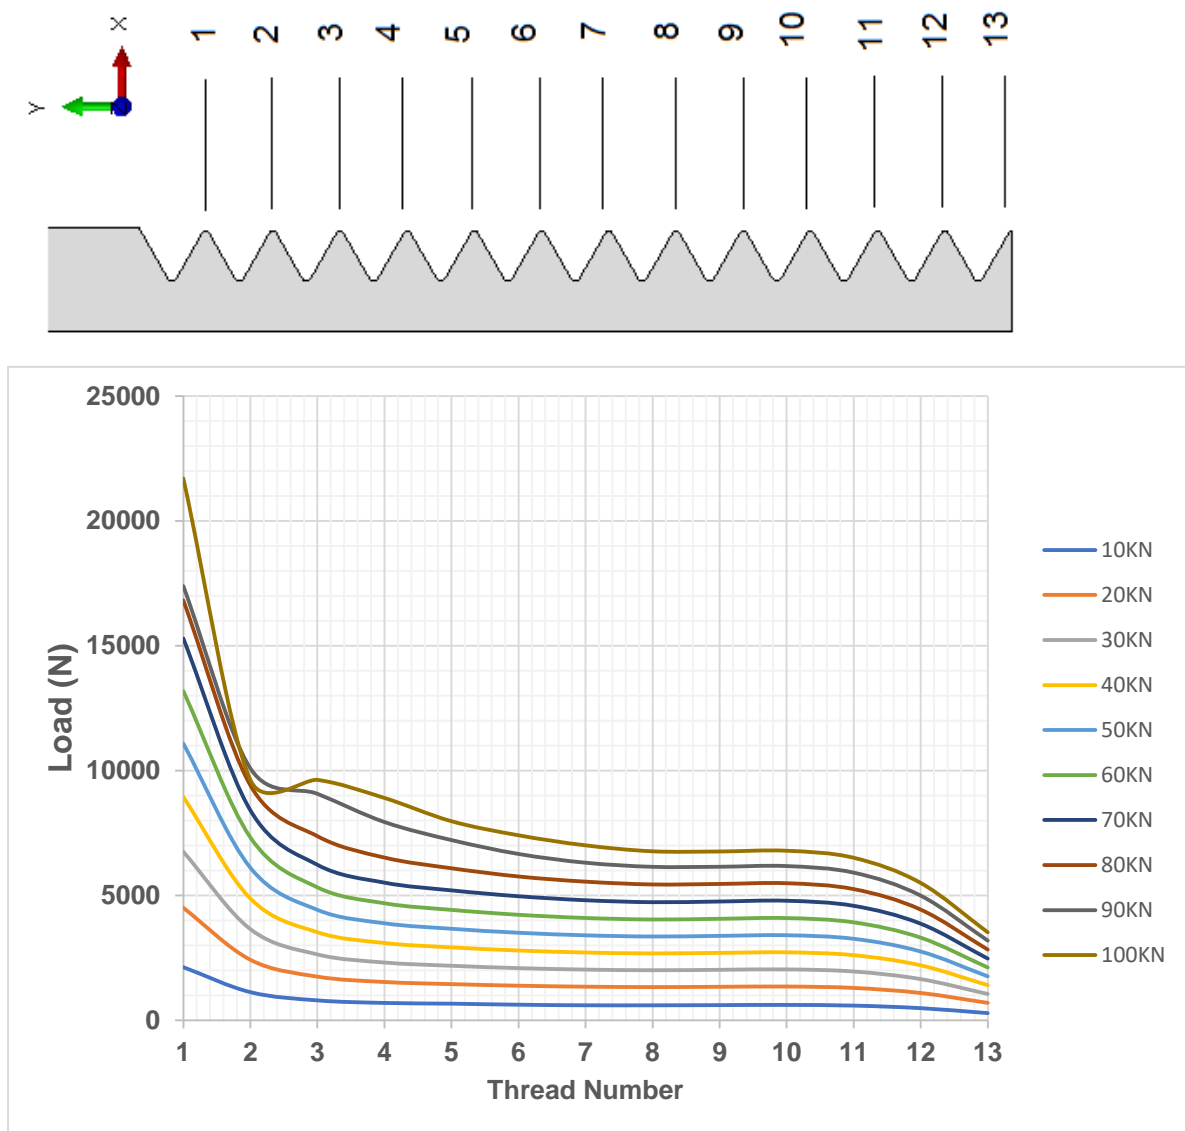 X
Y
1 2 3 4 5 6 7 8 9 10 11 12 13
25000
20000
15000
10000
5000
0
Load (N)
1 2 3 4 5 6 7 8 9 10 11 12 13
Thread Number
10KN
20KN
30KN
40KN
50KN
60KN
70KN
80KN
90KN
100KN